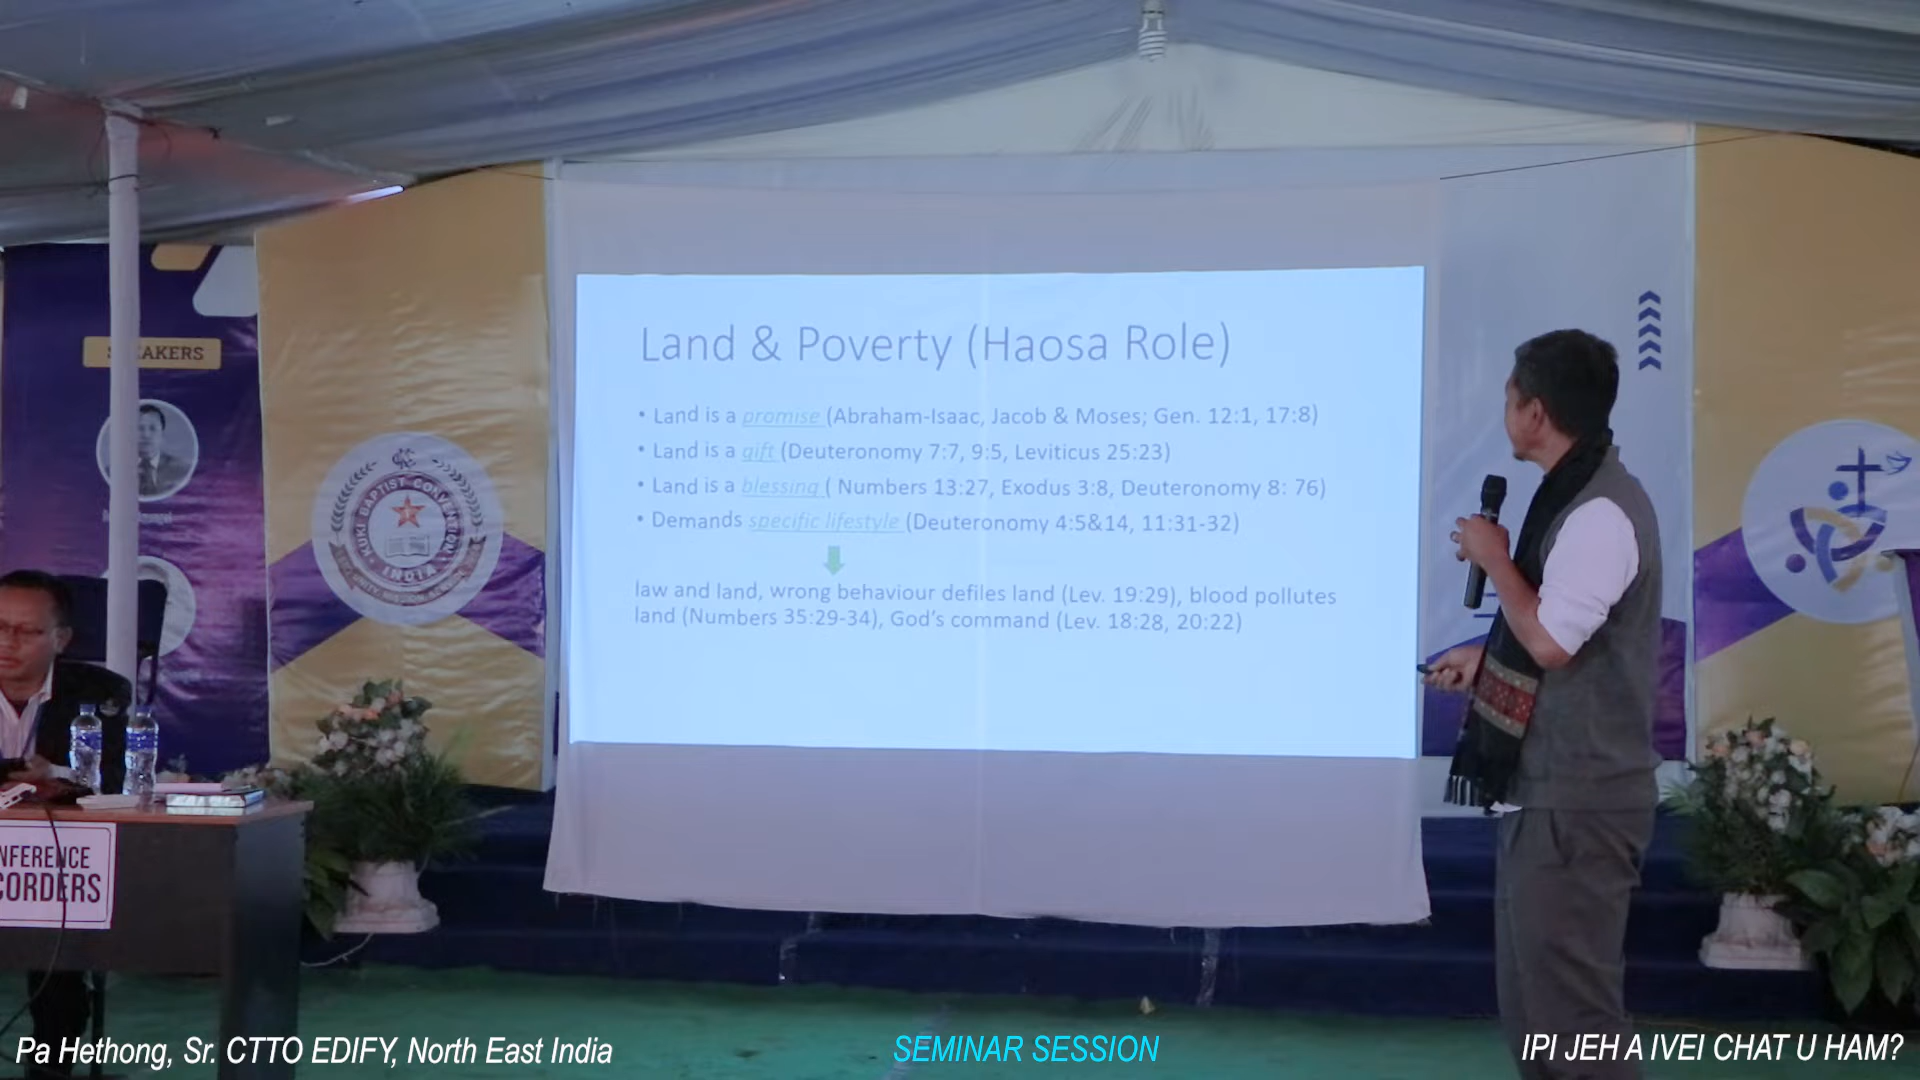 SPEAKERS
KUKI BAPTIST CONVENTION
INDIA
Land & Poverty (Haosa Role)
• Land is a promise (Abraham-Isaac, Jacob & Moses; Gen. 12:1, 17:8)
• Land is a gift (Deuteronomy 7:7, 9:5, Leviticus 25:23)
• Land is a blessing ( Numbers 13:27, Exodus 3:8, Deuteronomy 8: 76)
• Demands specific lifestyle (Deuteronomy 4:5&14, 11:31-32)
law and land, wrong behaviour defiles land (Lev. 19:29), blood pollutes
land (Numbers 35:29-34), God's command (Lev. 18:28, 20:22)
NFERENCE
CORDERS
Pa Hethong, Sr. CTTO EDIFY, North East India
SEMINAR SESSION
IPI JEH A IVEI CHAT U HAM?